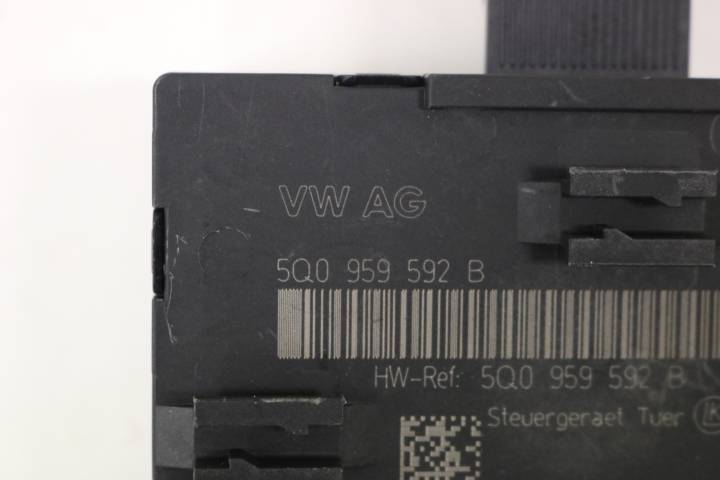 VW AG
5Q0 959 592 B
HW-Ref: 5Q0 959 592 B
Steuergeraet Tuer